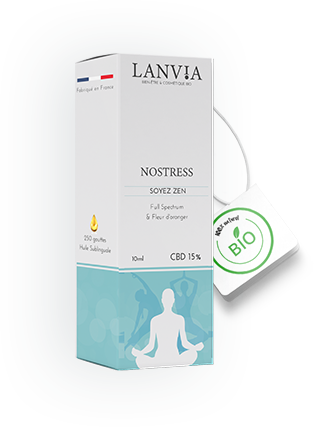 Fabriqué en France
250 gouttes
Huile Sublinguale
LANVIA
BIEN-ÊTRE & COSMÉTIQUE BIO
NOSTRESS
SOYEZ ZEN
Full Spectrum
& Fleur d'oranger
10ml
CBD 15%
100% naturel
BIO